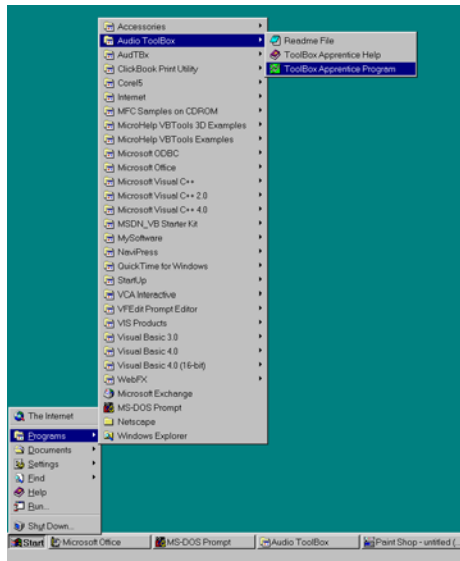 Accessories
Audio ToolBox
AudTBx
ClickBook Print Utility
Corel5
Internet
MFC Samples on CDROM
MicroHelp VBTools 3D Examples
MicroHelp VBTools Examples
Microsoft ODBC
Microsoft Office
Microsoft Visual C++
Microsoft Visual C++ 2.0
Microsoft Visual C++ 4.0
MSDN_VB Starter Kit
MySoftware
NaviPress
QuickTime for Windows
StartUp
VCA Interactive
VFEdit Prompt Editor
VIS Products
Visual Basic 3.0
Visual Basic 4.0
Visual Basic 4.0 (16-bit)
WebFX
Microsoft Exchange
MS-DOS Prompt
Netscape
Windows Explorer
Readme File
ToolBox Apprentice Help
ToolBox Apprentice Program
The Internet
Programs
Documents
Settings
Find
Help
Run...
Shut Down...
Start Microsoft Office MS-DOS Prompt Audio ToolBox Paint Shop - untitled (...